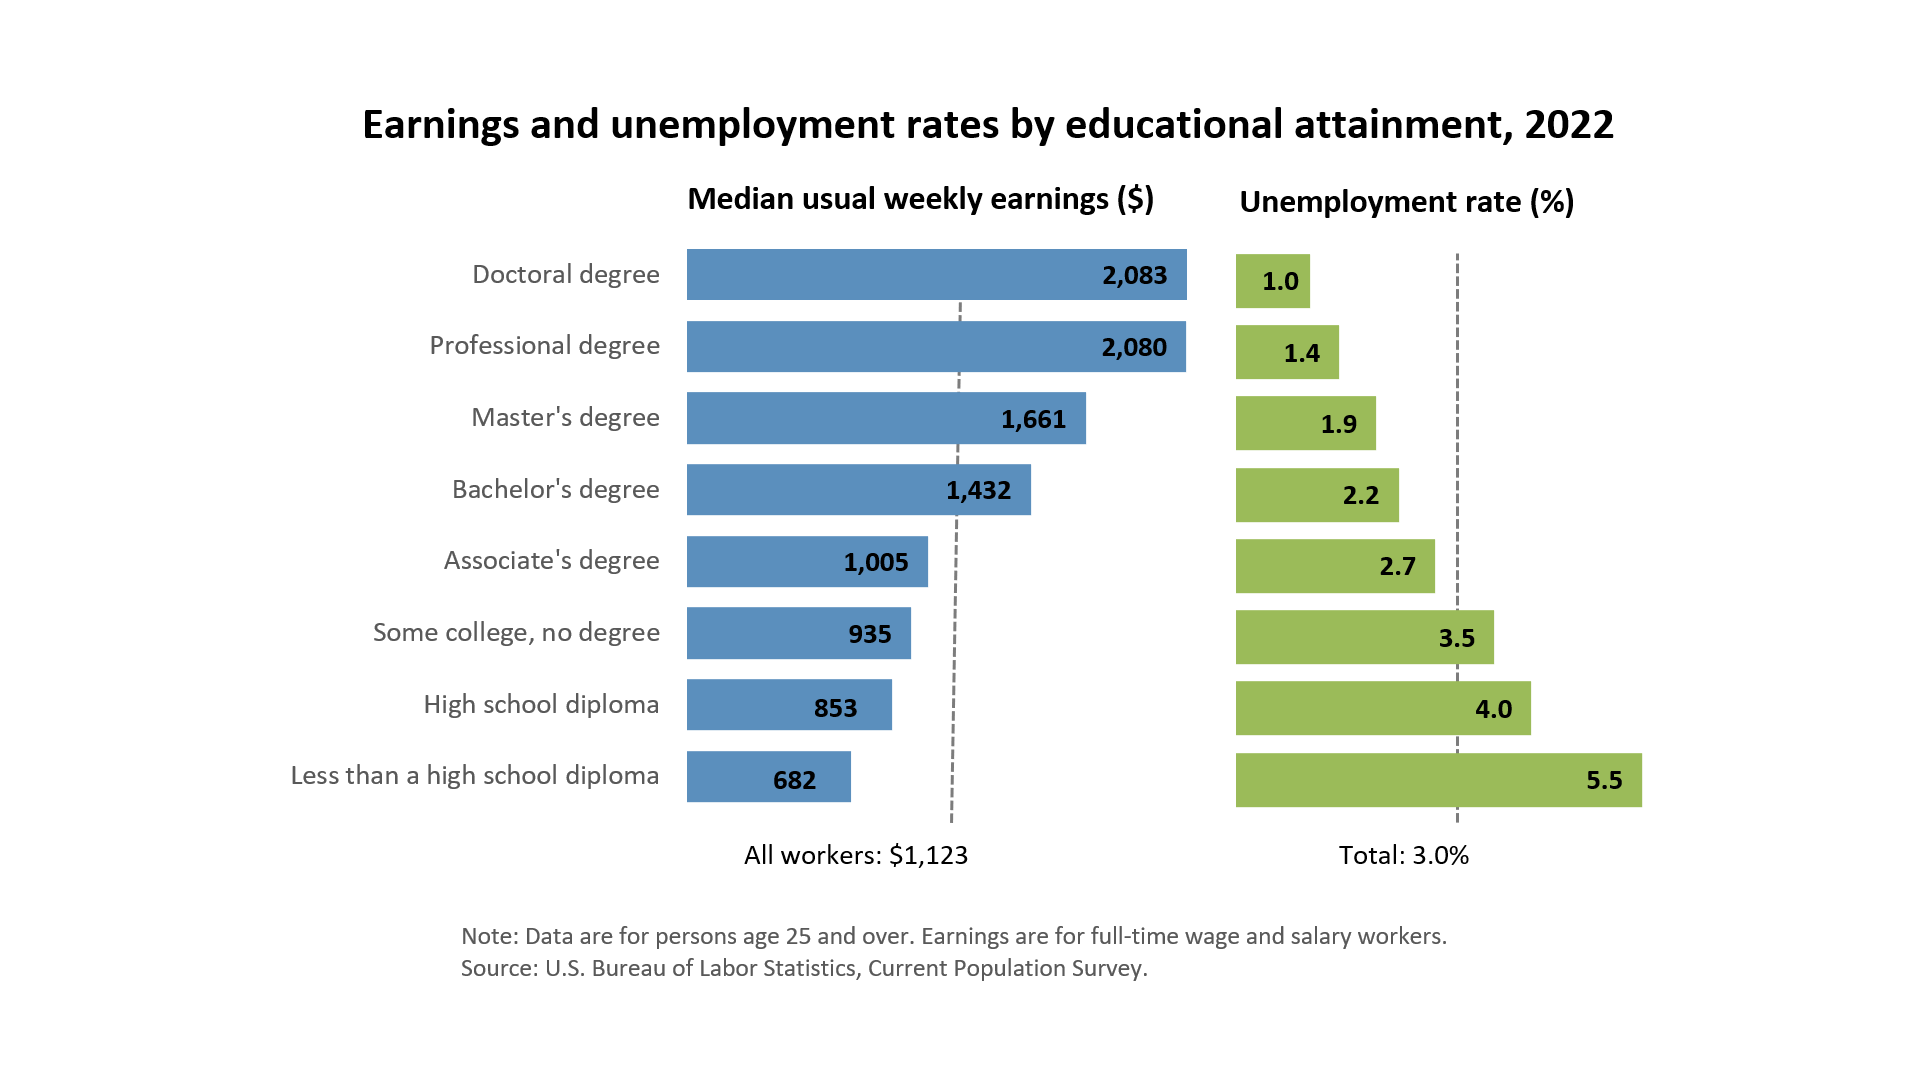 Earnings and unemployment rates by educational attainment, 2022
Median usual weekly earnings ($)
Unemployment rate (%)
Doctoral degree 2,083 1.0
Professional degree 2,080 1.4
Master's degree 1,661 1.9
Bachelor's degree 1,432 2.2
Associate's degree 1,005 2.7
Some college, no degree 935 3.5
High school diploma 853 4.0
Less than a high school diploma 682 5.5
All workers: $1,123
Total: 3.0%
Note: Data are for persons age 25 and over. Earnings are for full-time wage and salary workers.
Source: U.S. Bureau of Labor Statistics, Current Population Survey.